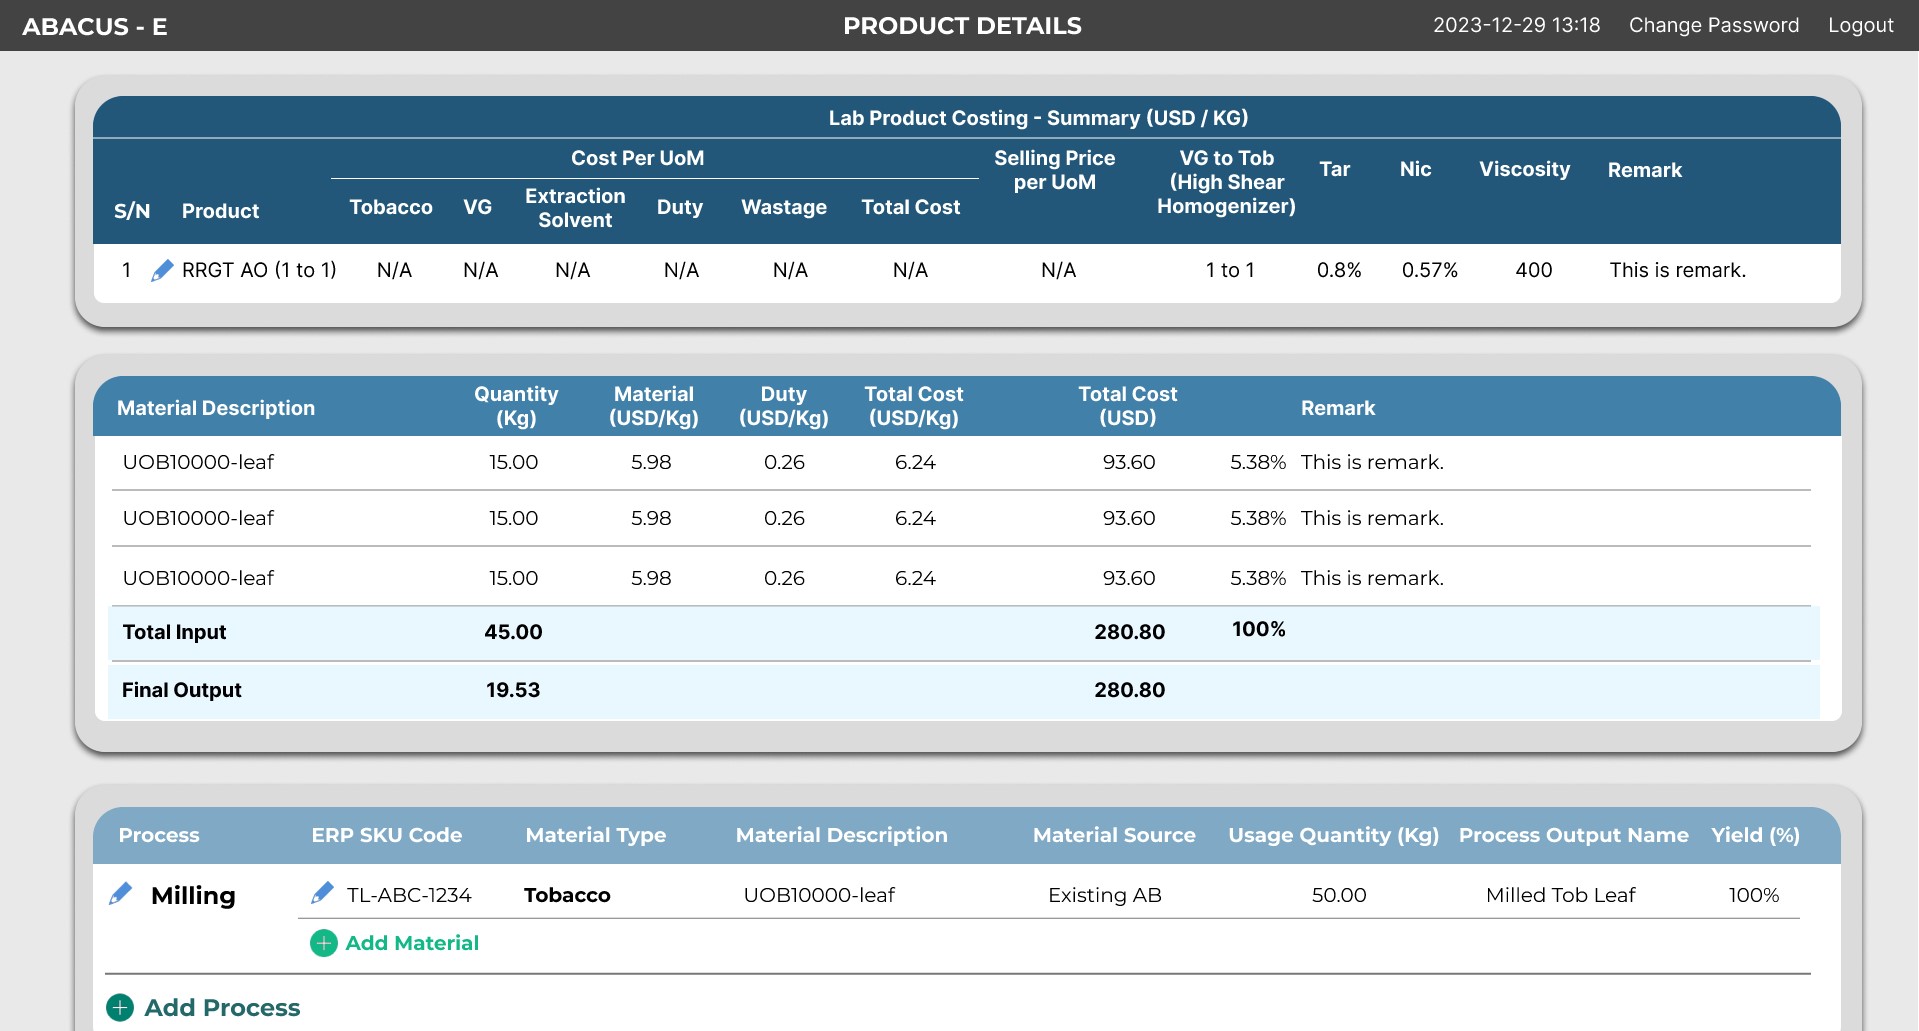 ABACUS - E PRODUCT DETAILS 2023-12-29 13:18 Change Password Logout
Lab Product Costing - Summary (USD / KG)
S/N Product Cost Per UoM Selling Price per UoM VG to Tob (High Shear Homogenizer) Tar Nic Viscosity Remark
Tobacco VG Extraction Solvent Duty Wastage Total Cost
1 RRGT AO (1 to 1) N/A N/A N/A N/A N/A N/A N/A 1 to 1 0.8% 0.57% 400 This is remark.
Material Description Quantity (Kg) Material (USD/Kg) Duty (USD/Kg) Total Cost (USD/Kg) Total Cost (USD) Remark
UOB10000-leaf 15.00 5.98 0.26 6.24 93.60 5.38% This is remark.
UOB10000-leaf 15.00 5.98 0.26 6.24 93.60 5.38% This is remark.
UOB10000-leaf 15.00 5.98 0.26 6.24 93.60 5.38% This is remark.
Total Input 45.00 280.80 100%
Final Output 19.53 280.80
Process ERP SKU Code Material Type Material Description Material Source Usage Quantity (Kg) Process Output Name Yield (%)
Milling TL-ABC-1234 Tobacco UOB10000-leaf Existing AB 50.00 Milled Tob Leaf 100%
Add Material
Add Process